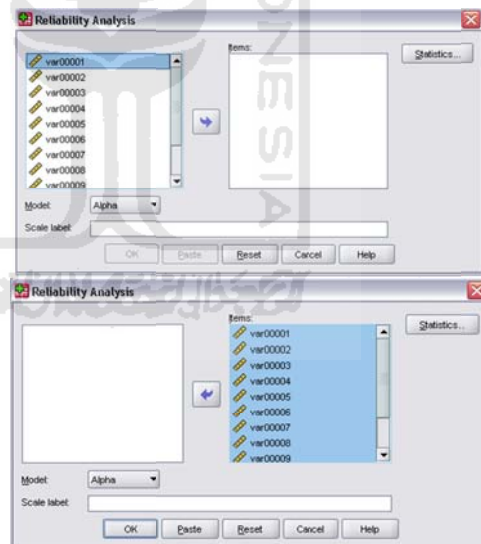 Reliability Analysis
Items:
var00001
var00002
var00003
var00004
var00005
var00006
var00007
var00008
var00009
Statistics...
Model:
Alpha
Scale label:
OK
Paste
Reset
Cancel
Help
ONESIA
Reliability Analysis
Items:
var00001
var00002
var00003
var00004
var00005
var00006
var00007
var00008
var00009
Statistics...
Model:
Alpha
Scale label:
OK
Paste
Reset
Cancel
Help